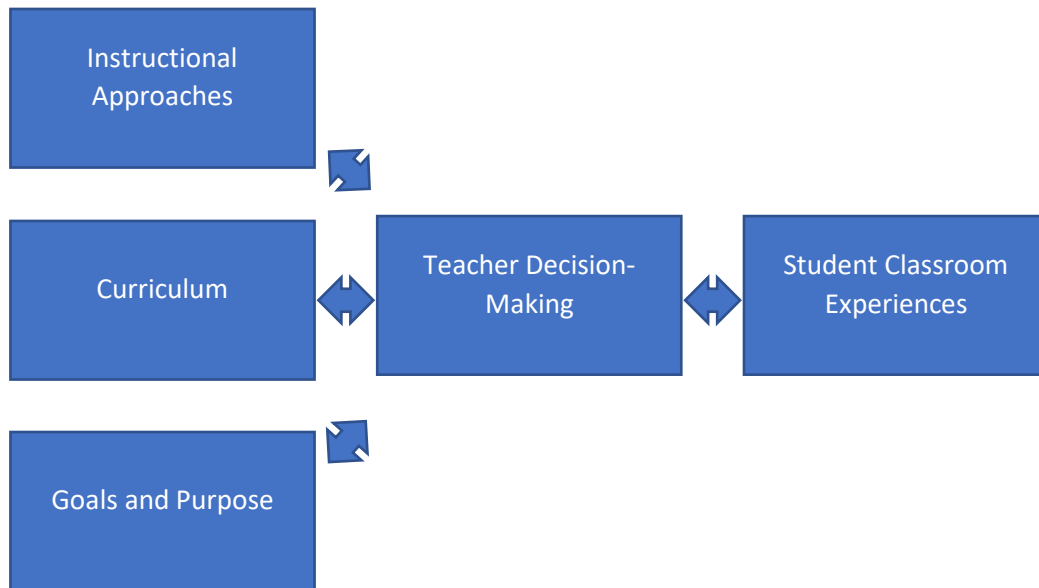 Instructional
Approaches
Curriculum
Teacher Decision-
Making
Student Classroom
Experiences
Goals and Purpose